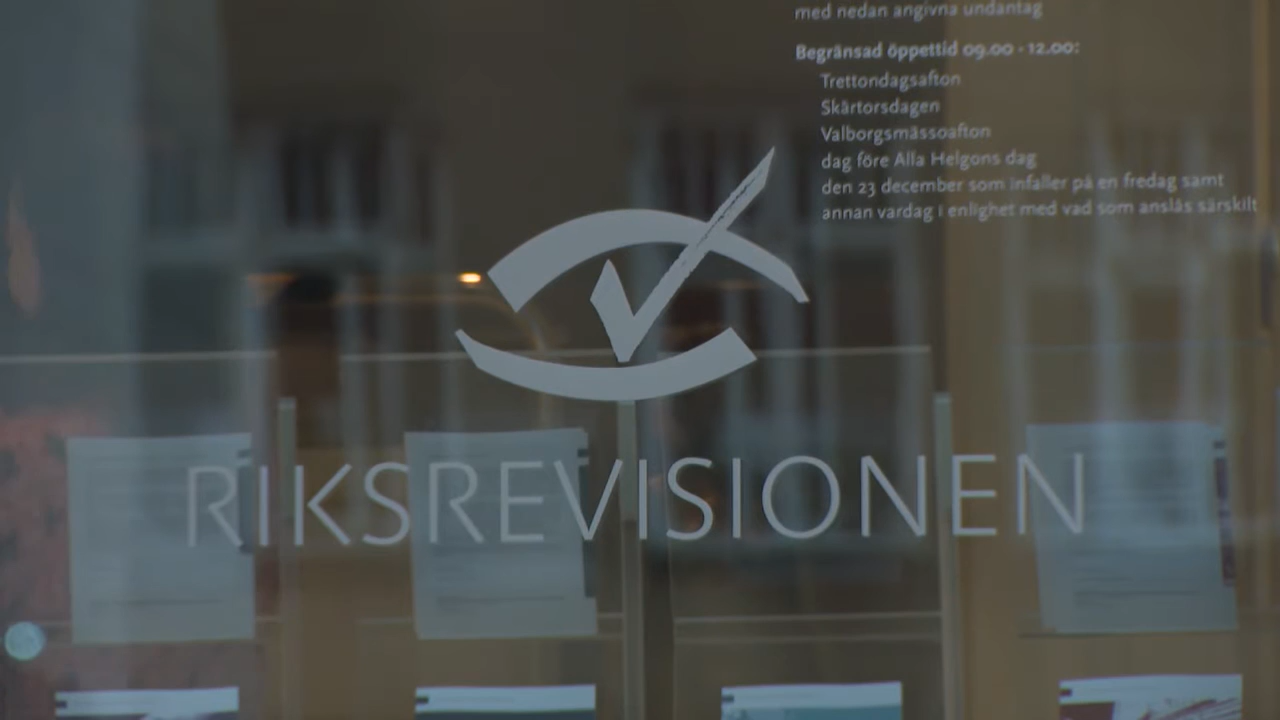 med nedan angivna undantag
Begränsad öppettid 09.00 - 12.00:
Trettondagsafton
Skärtorsdagen
Valborgsmässoafton
dag före Alla Helgons dag
den 23 december som infaller på en fredag samt
annan vardag i enlighet med vad som anslås särskilt
RIKSREVISIONEN